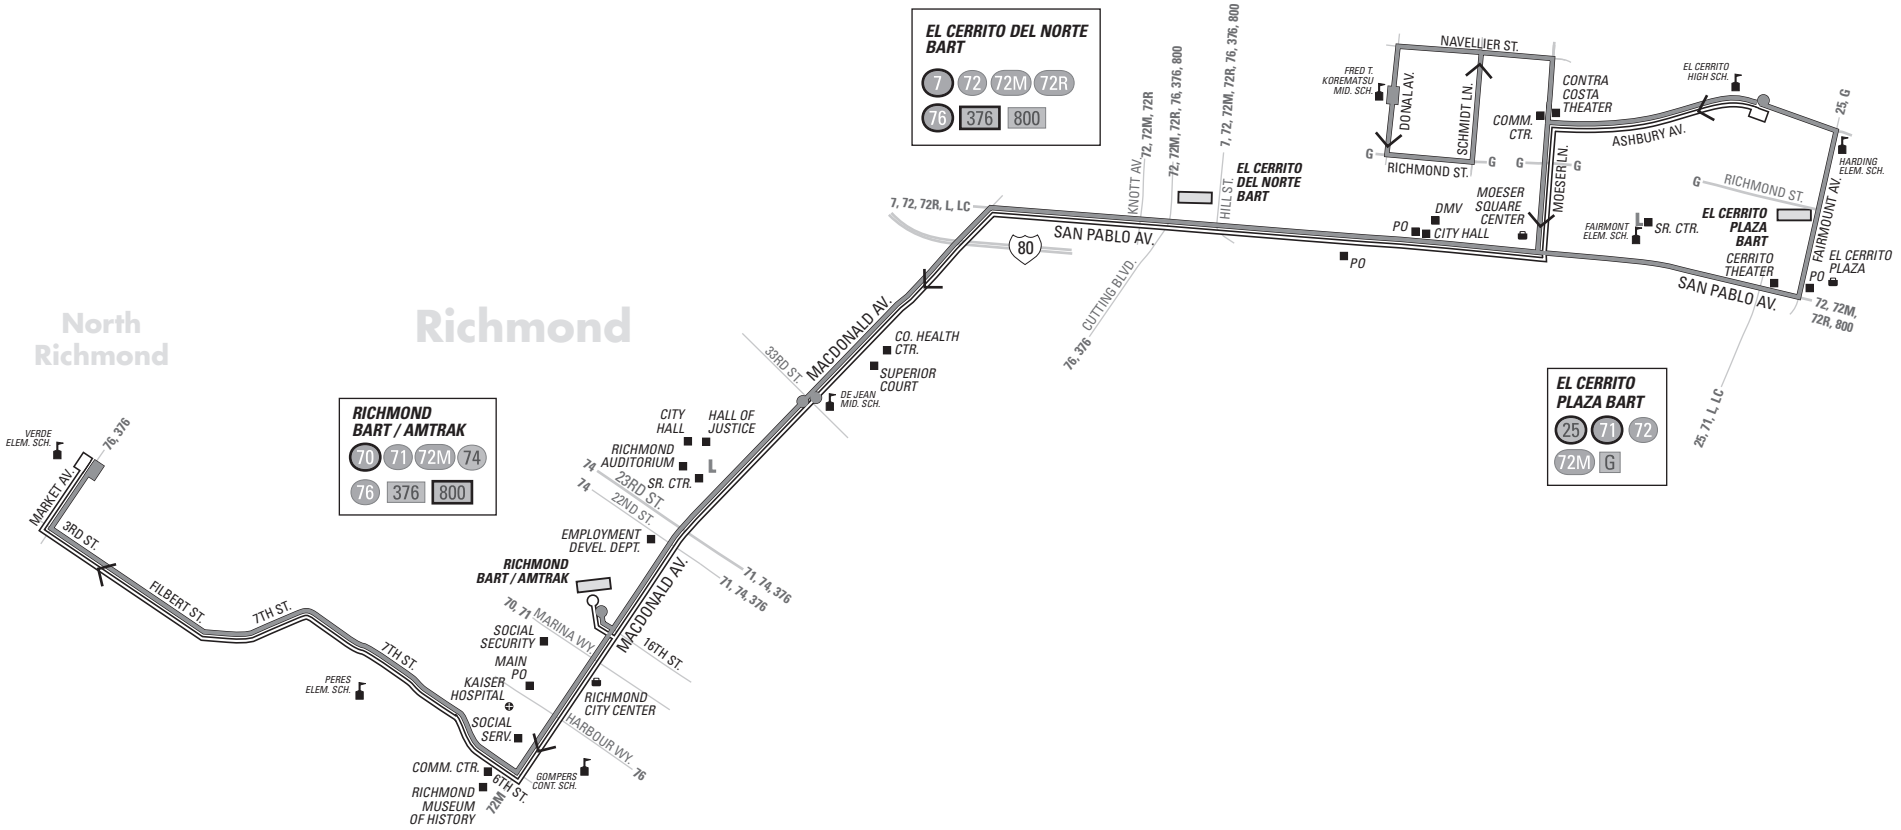 EL CERRITO DEL NORTE
BART
7 72 72M 72R
76 376 800
KNOTT AV.
72, 72M, 72R
72, 72M, 72R, 76, 376, 800
HILL ST.
7, 72, 72M, 72R, 76, 376, 800
EL CERRITO
DEL NORTE
BART
7, 72, 72R, L, LC
80
SAN PABLO AV.
CUTTING BLVD.
76, 376
NAVELLIER ST.
FRED T.
KOREMATSU
MID. SCH.
DONAL AV.
SCHMIDT LN.
G
RICHMOND ST.
G
G
G
CONTRA
COSTA
THEATER
COMM.
CTR.
EL CERRITO
HIGH SCH.
ASHBURY AV.
25, G
HARDING
ELEM. SCH.
MOESER LN.
MOESER
SQUARE
CENTER
DMV
PO
CITY HALL
PO
G
RICHMOND ST.
FAIRMOUNT AV.
EL CERRITO
PLAZA
BART
L
FAIRMONT
ELEM. SCH.
SR. CTR.
CERRITO
THEATER
PO
EL CERRITO
PLAZA
SAN PABLO AV.
72, 72M,
72R, 800
25, 71, L, LC
EL CERRITO
PLAZA BART
25 71 72
72M G
North
Richmond
Richmond
MACDONALD AV.
33RD ST.
CO. HEALTH
CTR.
SUPERIOR
COURT
DE JEAN
MID. SCH.
RICHMOND
BART / AMTRAK
70 71 72M 74
76 376 800
CITY
HALL
HALL OF
JUSTICE
RICHMOND
AUDITORIUM
L
SR. CTR.
74
23RD ST.
74
22ND ST.
71, 74, 376
71, 74, 376
EMPLOYMENT
DEVEL. DEPT.
RICHMOND
BART / AMTRAK
MACDONALD AV.
16TH ST.
70, 71
MARINA WY.
SOCIAL
SECURITY
MAIN
PO
KAISER
HOSPITAL
RICHMOND
CITY CENTER
HARBOUR WY.
76
SOCIAL
SERV.
GOMPERS
CONT. SCH.
COMM. CTR.
6TH ST.
72M
RICHMOND
MUSEUM
OF HISTORY
VERDE
ELEM. SCH.
76, 376
MARKET AV.
3RD ST.
FILBERT ST.
7TH ST.
7TH ST.
PERES
ELEM. SCH.